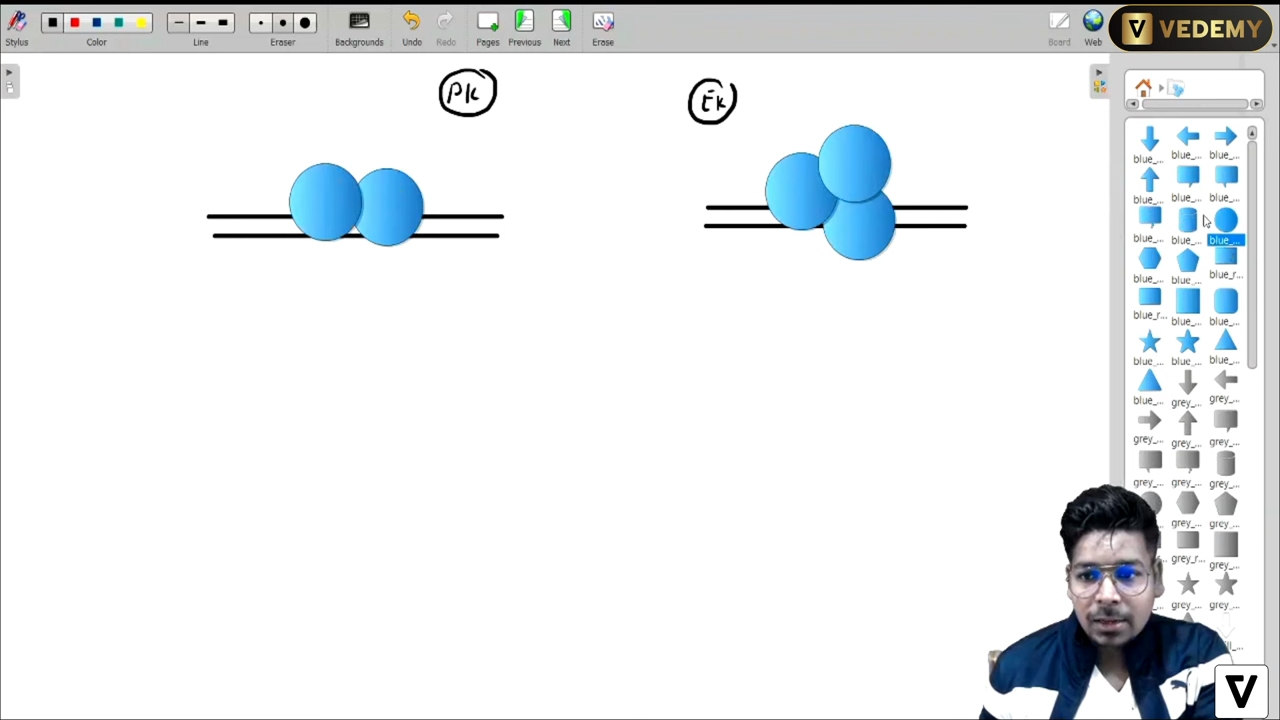 Stylus
Color
Line
Eraser
Backgrounds
Undo
Redo
Pages
Previous
Next
Erase
Board
Web
VEDEMY
PK
EK
blue_...
blue_...
blue_...
blue_...
blue_...
blue_...
blue_...
blue_...
blue_...
blue_...
blue_...
blue_r...
blue_r...
blue_...
blue_...
blue_...
blue_...
blue_...
blue_...
grey_...
grey_...
grey_...
grey_...
grey_...
grey_...
grey_...
grey_...
grey_...
grey_...
grey_r...
grey_...
grey_...
grey_...
V